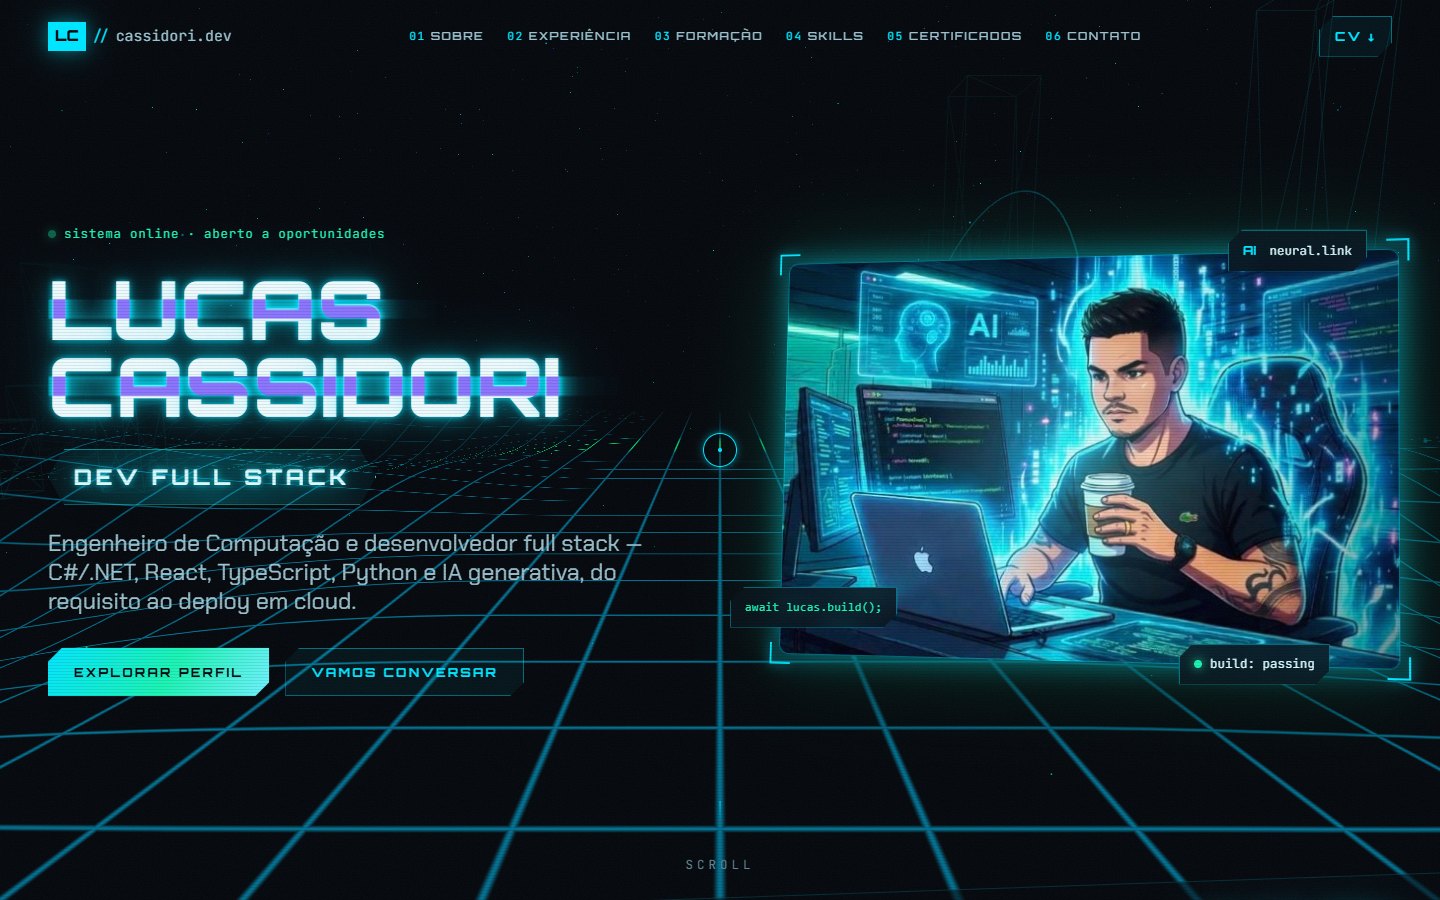 LC // cassidori.dev
01 SOBRE 02 EXPERIÊNCIA 03 FORMAÇÃO 04 SKILLS 05 CERTIFICADOS 06 CONTATO
CV ↓
sistema online · aberto a oportunidades
LUCAS
CASSIDORI
DEV FULL STACK
Engenheiro de Computação e desenvolvedor full stack —
C#/.NET, React, TypeScript, Python e IA generativa, do
requisito ao deploy em cloud.
EXPLORAR PERFIL
VAMOS CONVERSAR
AI neural.link
AI
await lucas.build();
build: passing
SCROLL